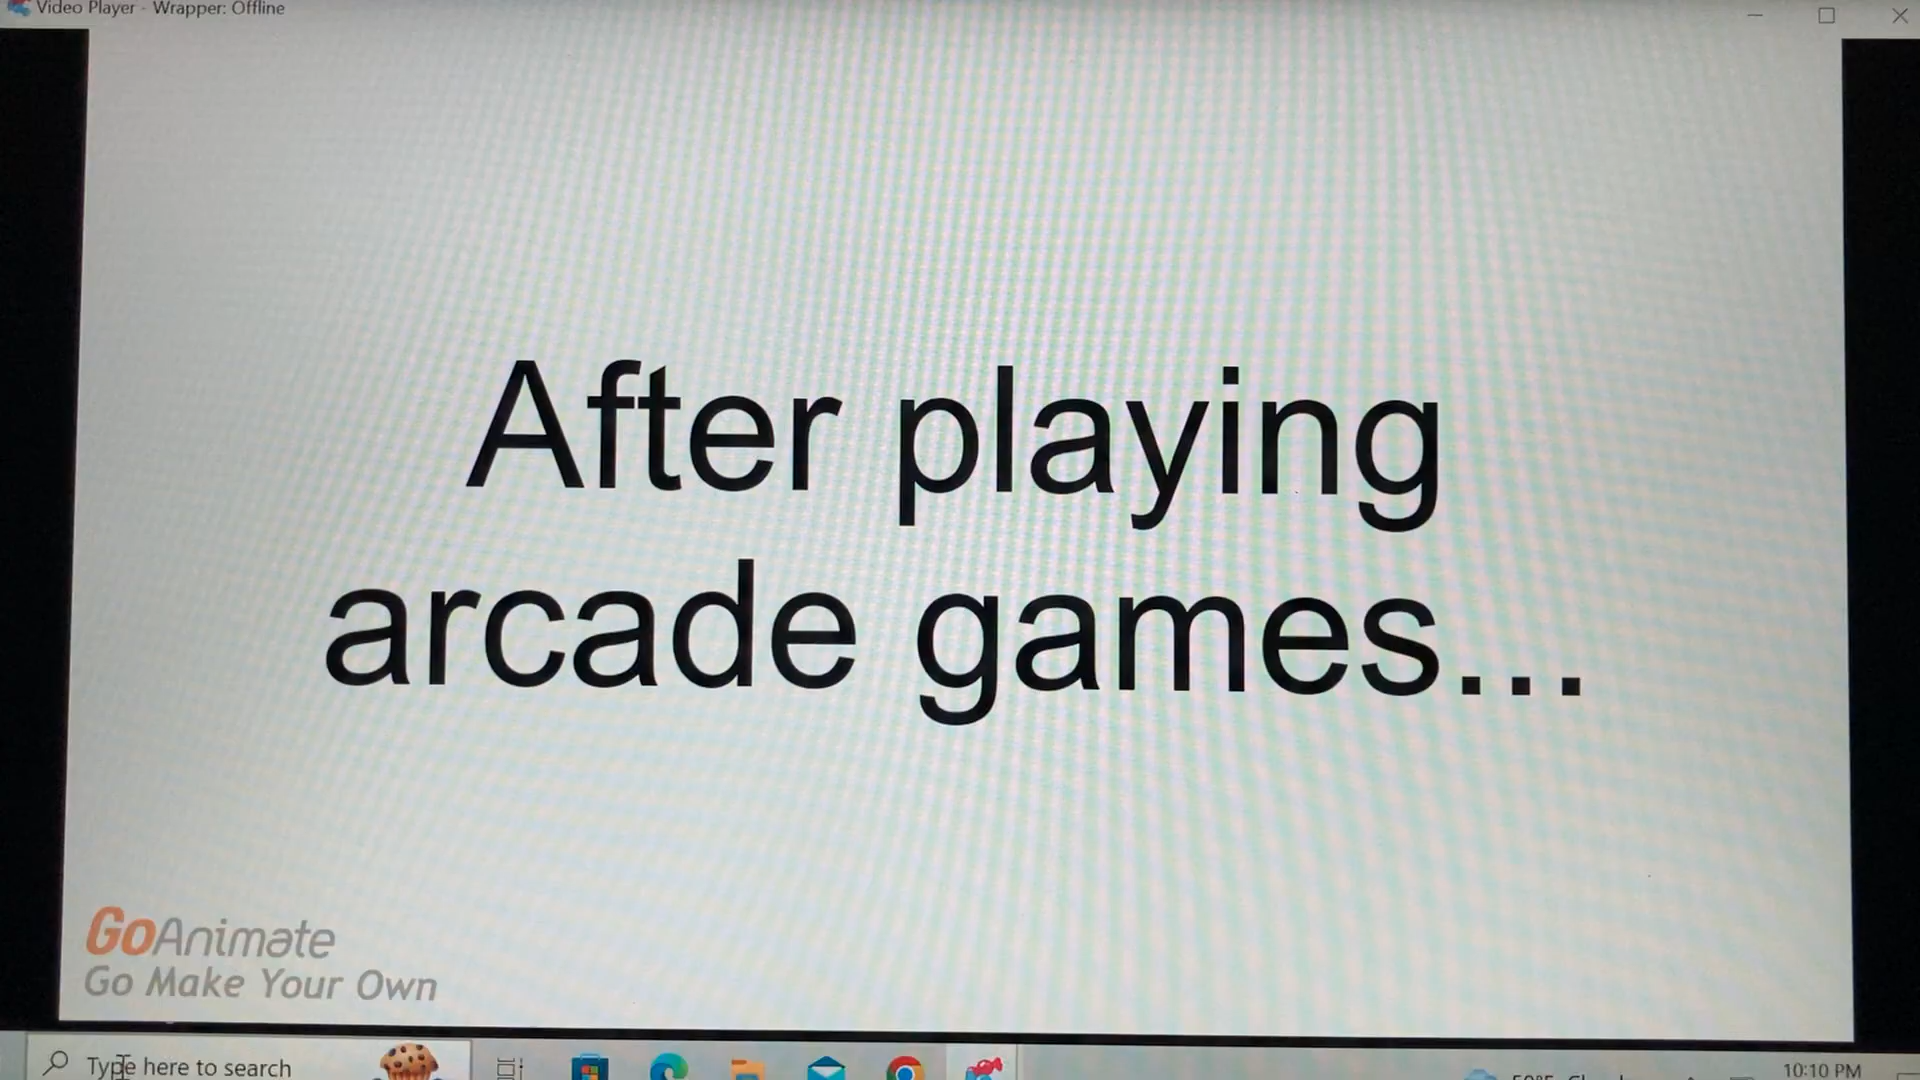 Video Player - Wrapper: Offline
After playing
arcade games...
GoAnimate
Go Make Your Own
Type here to search
10:10 PM